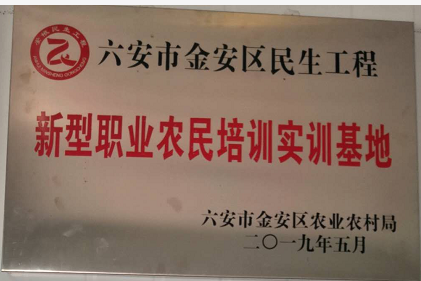 六安市金安区民生工程
新型职业农民培训实训基地
六安市金安区农业农村局
二〇一九年五月